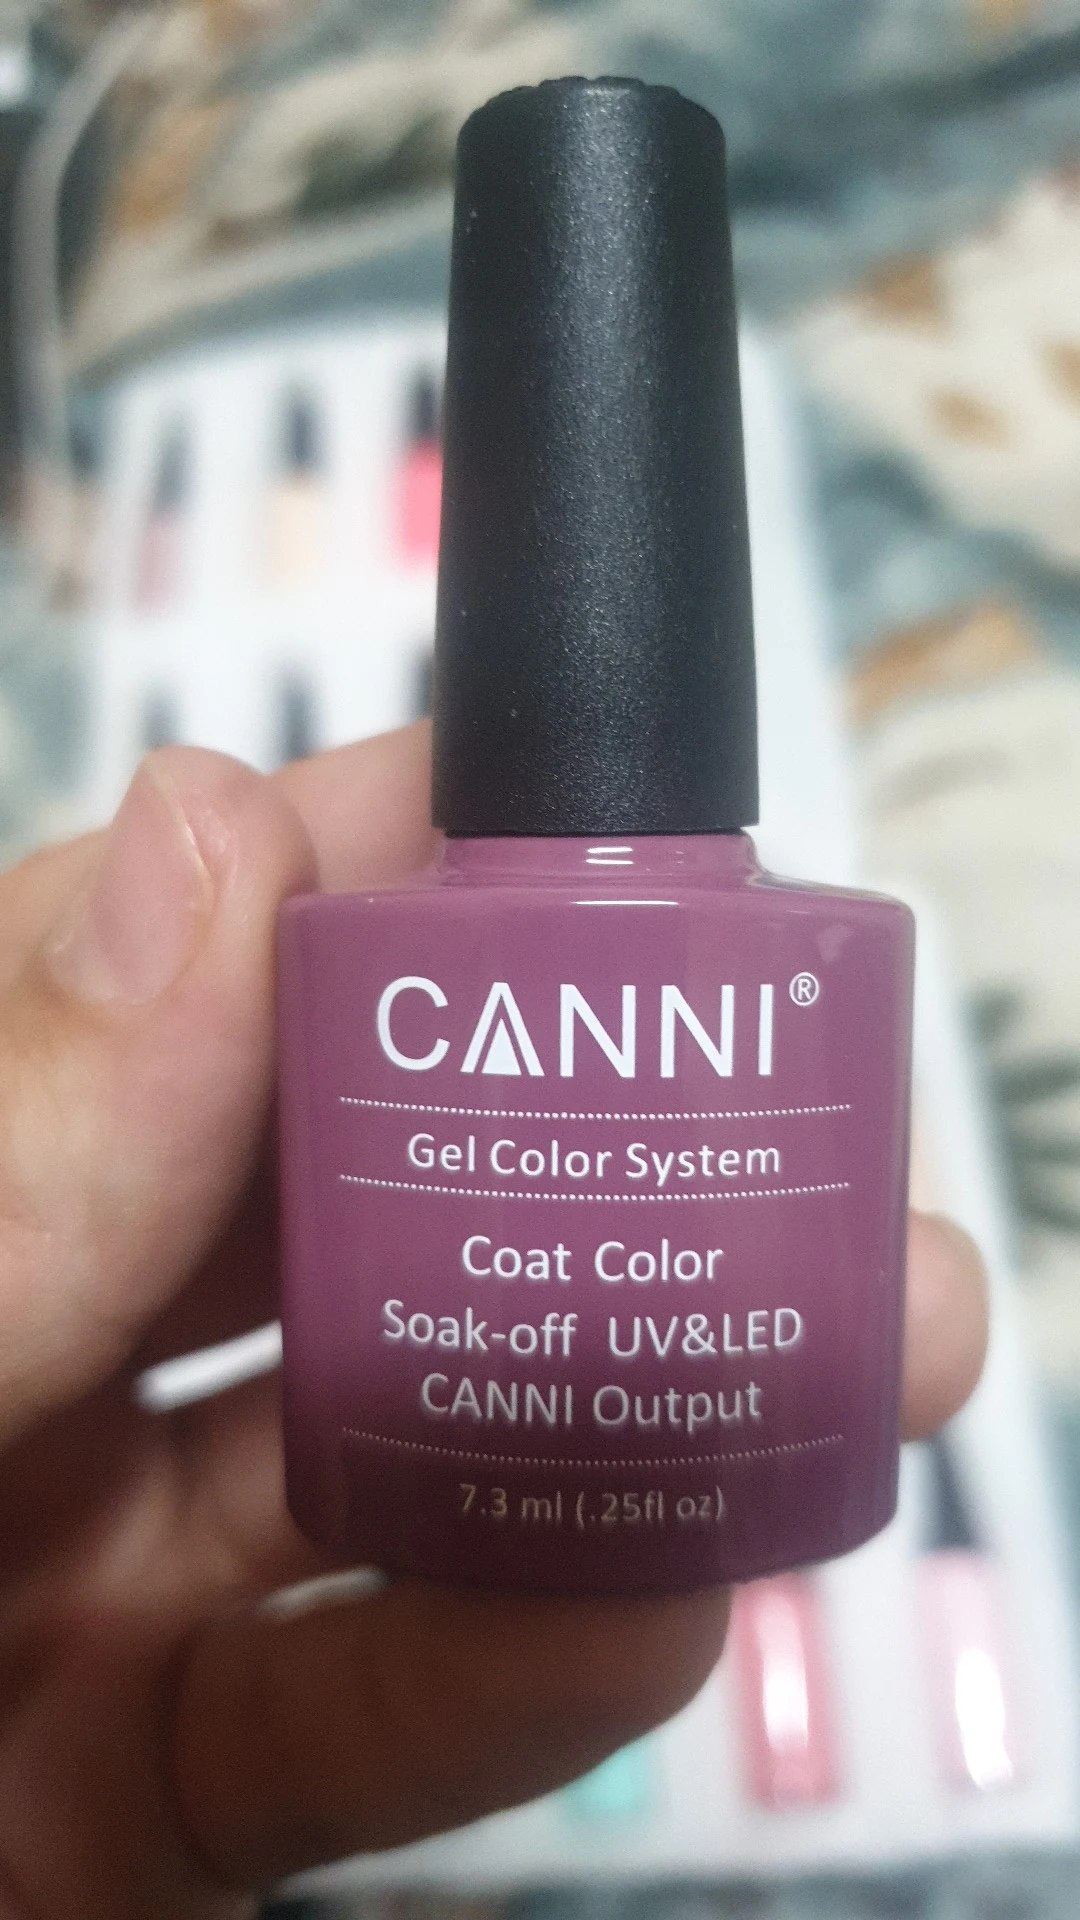 CANNI®
Gel Color System
Coat Color
Soak-off UV&LED
CANNI Output
7.3 ml (.25fl oz)